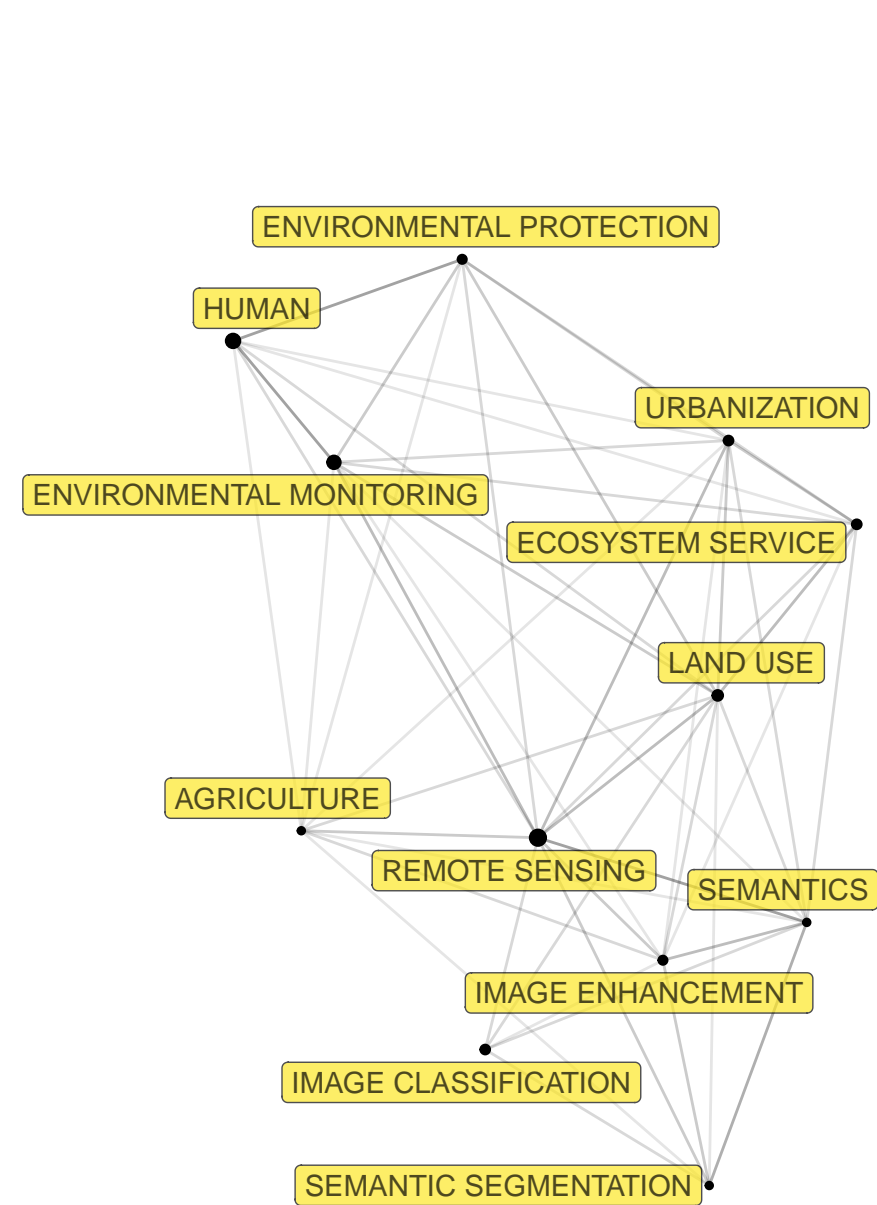 ENVIRONMENTAL PROTECTION
HUMAN
URBANIZATION
ENVIRONMENTAL MONITORING
ECOSYSTEM SERVICE
LAND USE
AGRICULTURE
REMOTE SENSING
SEMANTICS
IMAGE ENHANCEMENT
IMAGE CLASSIFICATION
SEMANTIC SEGMENTATION